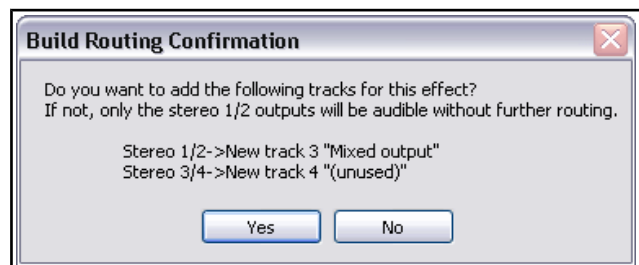 Build Routing Confirmation
Do you want to add the following tracks for this effect?
If not, only the stereo 1/2 outputs will be audible without further routing.
Stereo 1/2->New track 3 "Mixed output"
Stereo 3/4->New track 4 "(unused)"
Yes
No